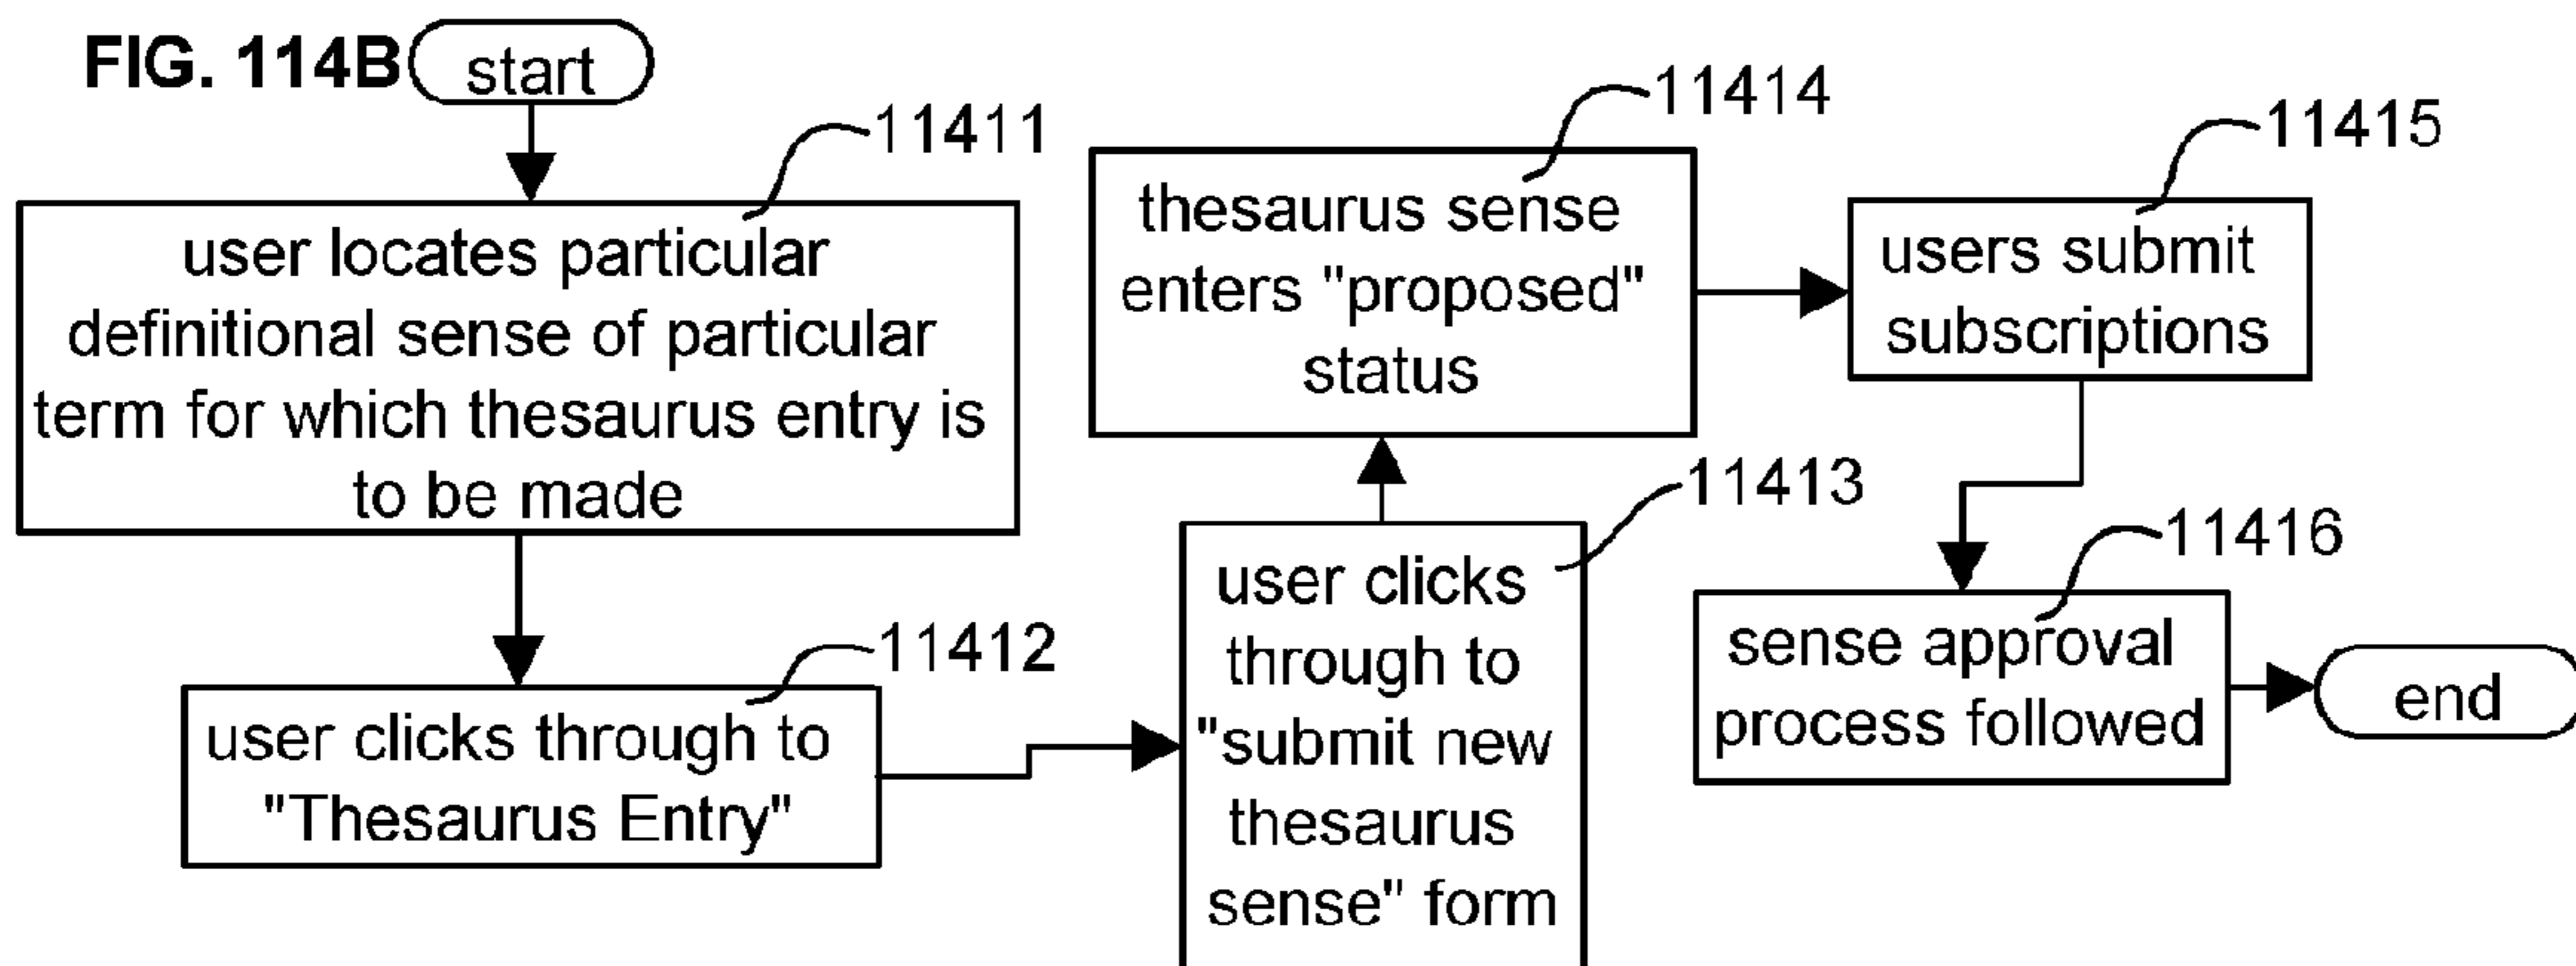 FIG. 114B
start
11411
user locates particular
definitional sense of particular
term for which thesaurus entry is
to be made
11412
user clicks through to
"Thesaurus Entry"
11413
user clicks
through to
"submit new
thesaurus
sense" form
11414
thesaurus sense
enters "proposed"
status
11415
users submit
subscriptions
11416
sense approval
process followed
end